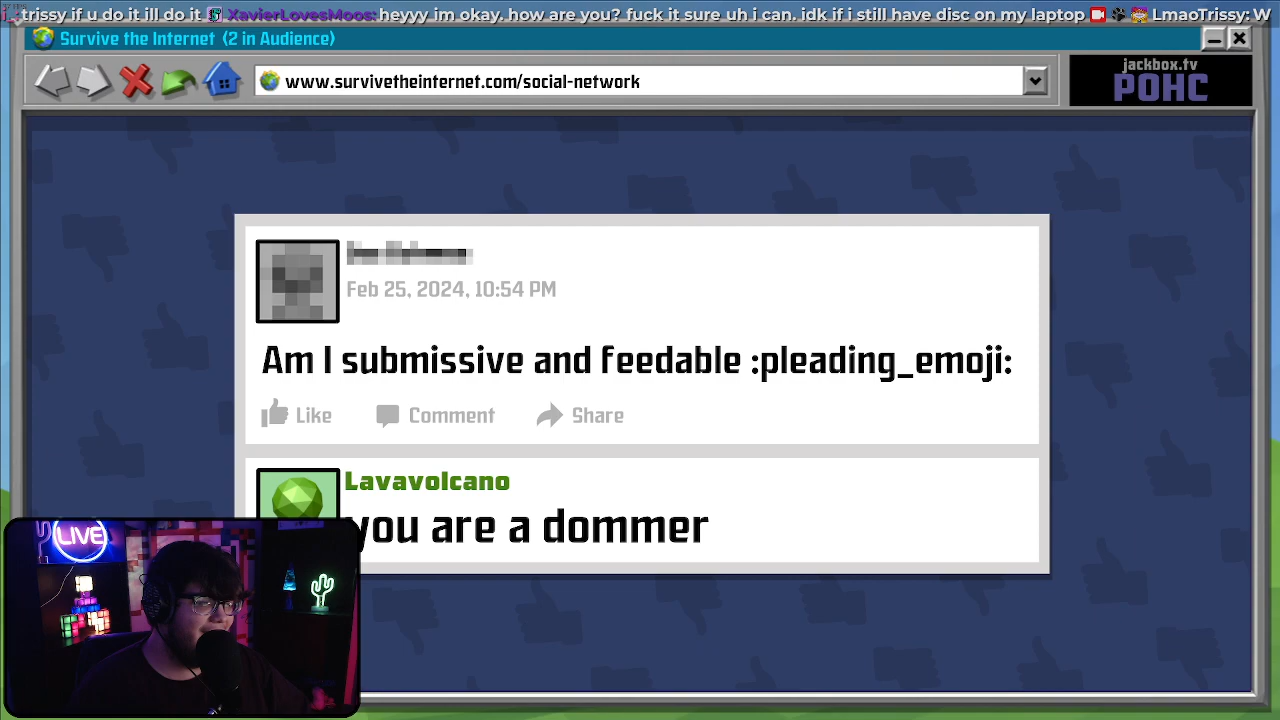 trissy if u do it ill do it XavierLovesMoos: heyyy im okay. how are you? fuck it sure uh i can. idk if i still have disc on my laptop LmaoTrissy: W
Survive the Internet (2 in Audience)
www.survivetheinternet.com/social-network
jackbox.tv
POHC
Feb 25, 2024, 10:54 PM
Am I submissive and feedable :pleading_emoji:
Like Comment Share
Lavavolcano
you are a dommer
LIVE